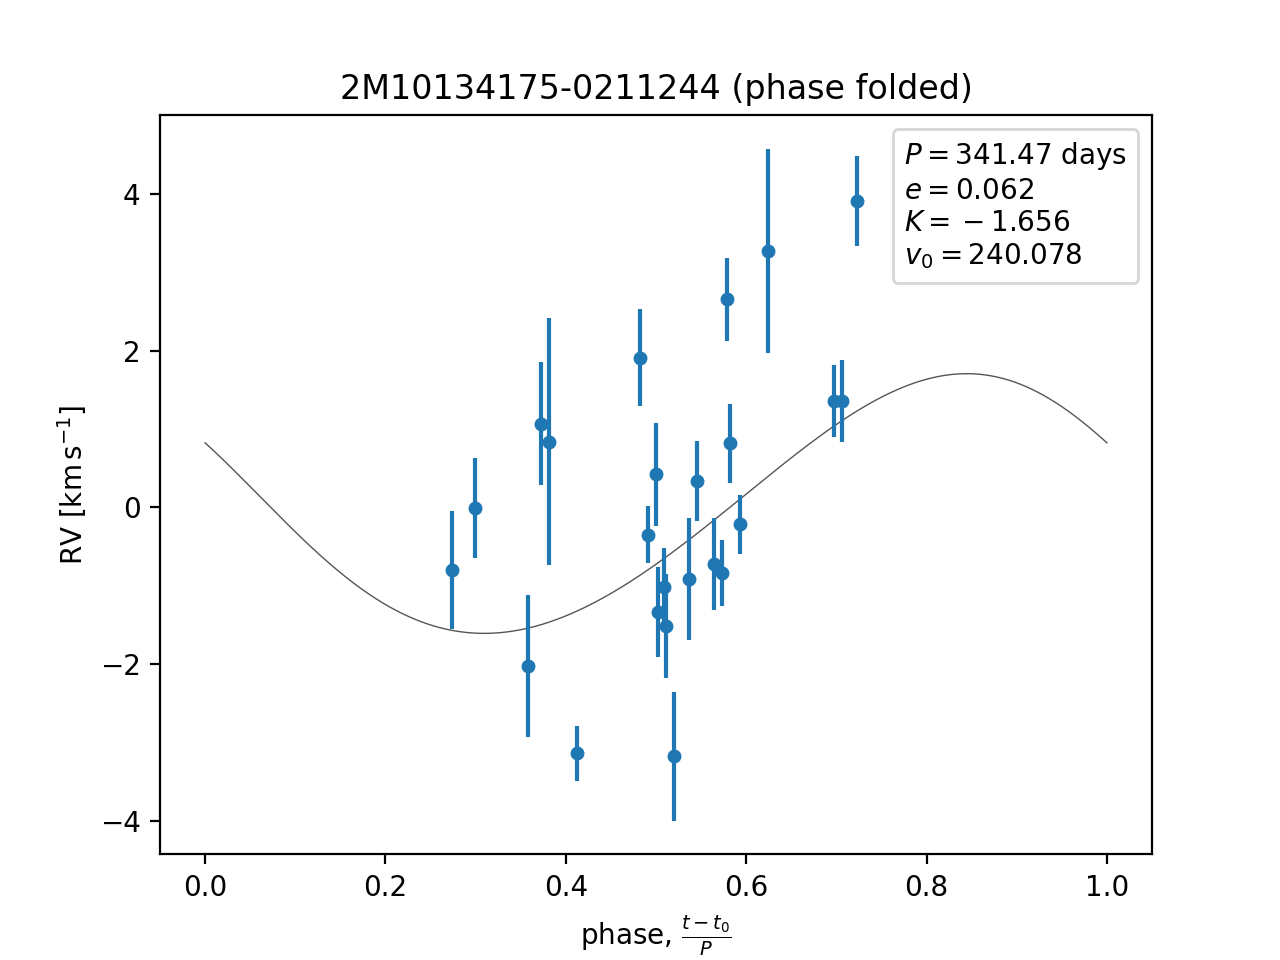 2M10134175-0211244 (phase folded)
P = 341.47 days
e = 0.062
K = −1.656
v₀ = 240.078
4
2
0
−2
−4
RV [km s⁻¹]
0.0 0.2 0.4 0.6 0.8 1.0
phase, (t − t₀)/P